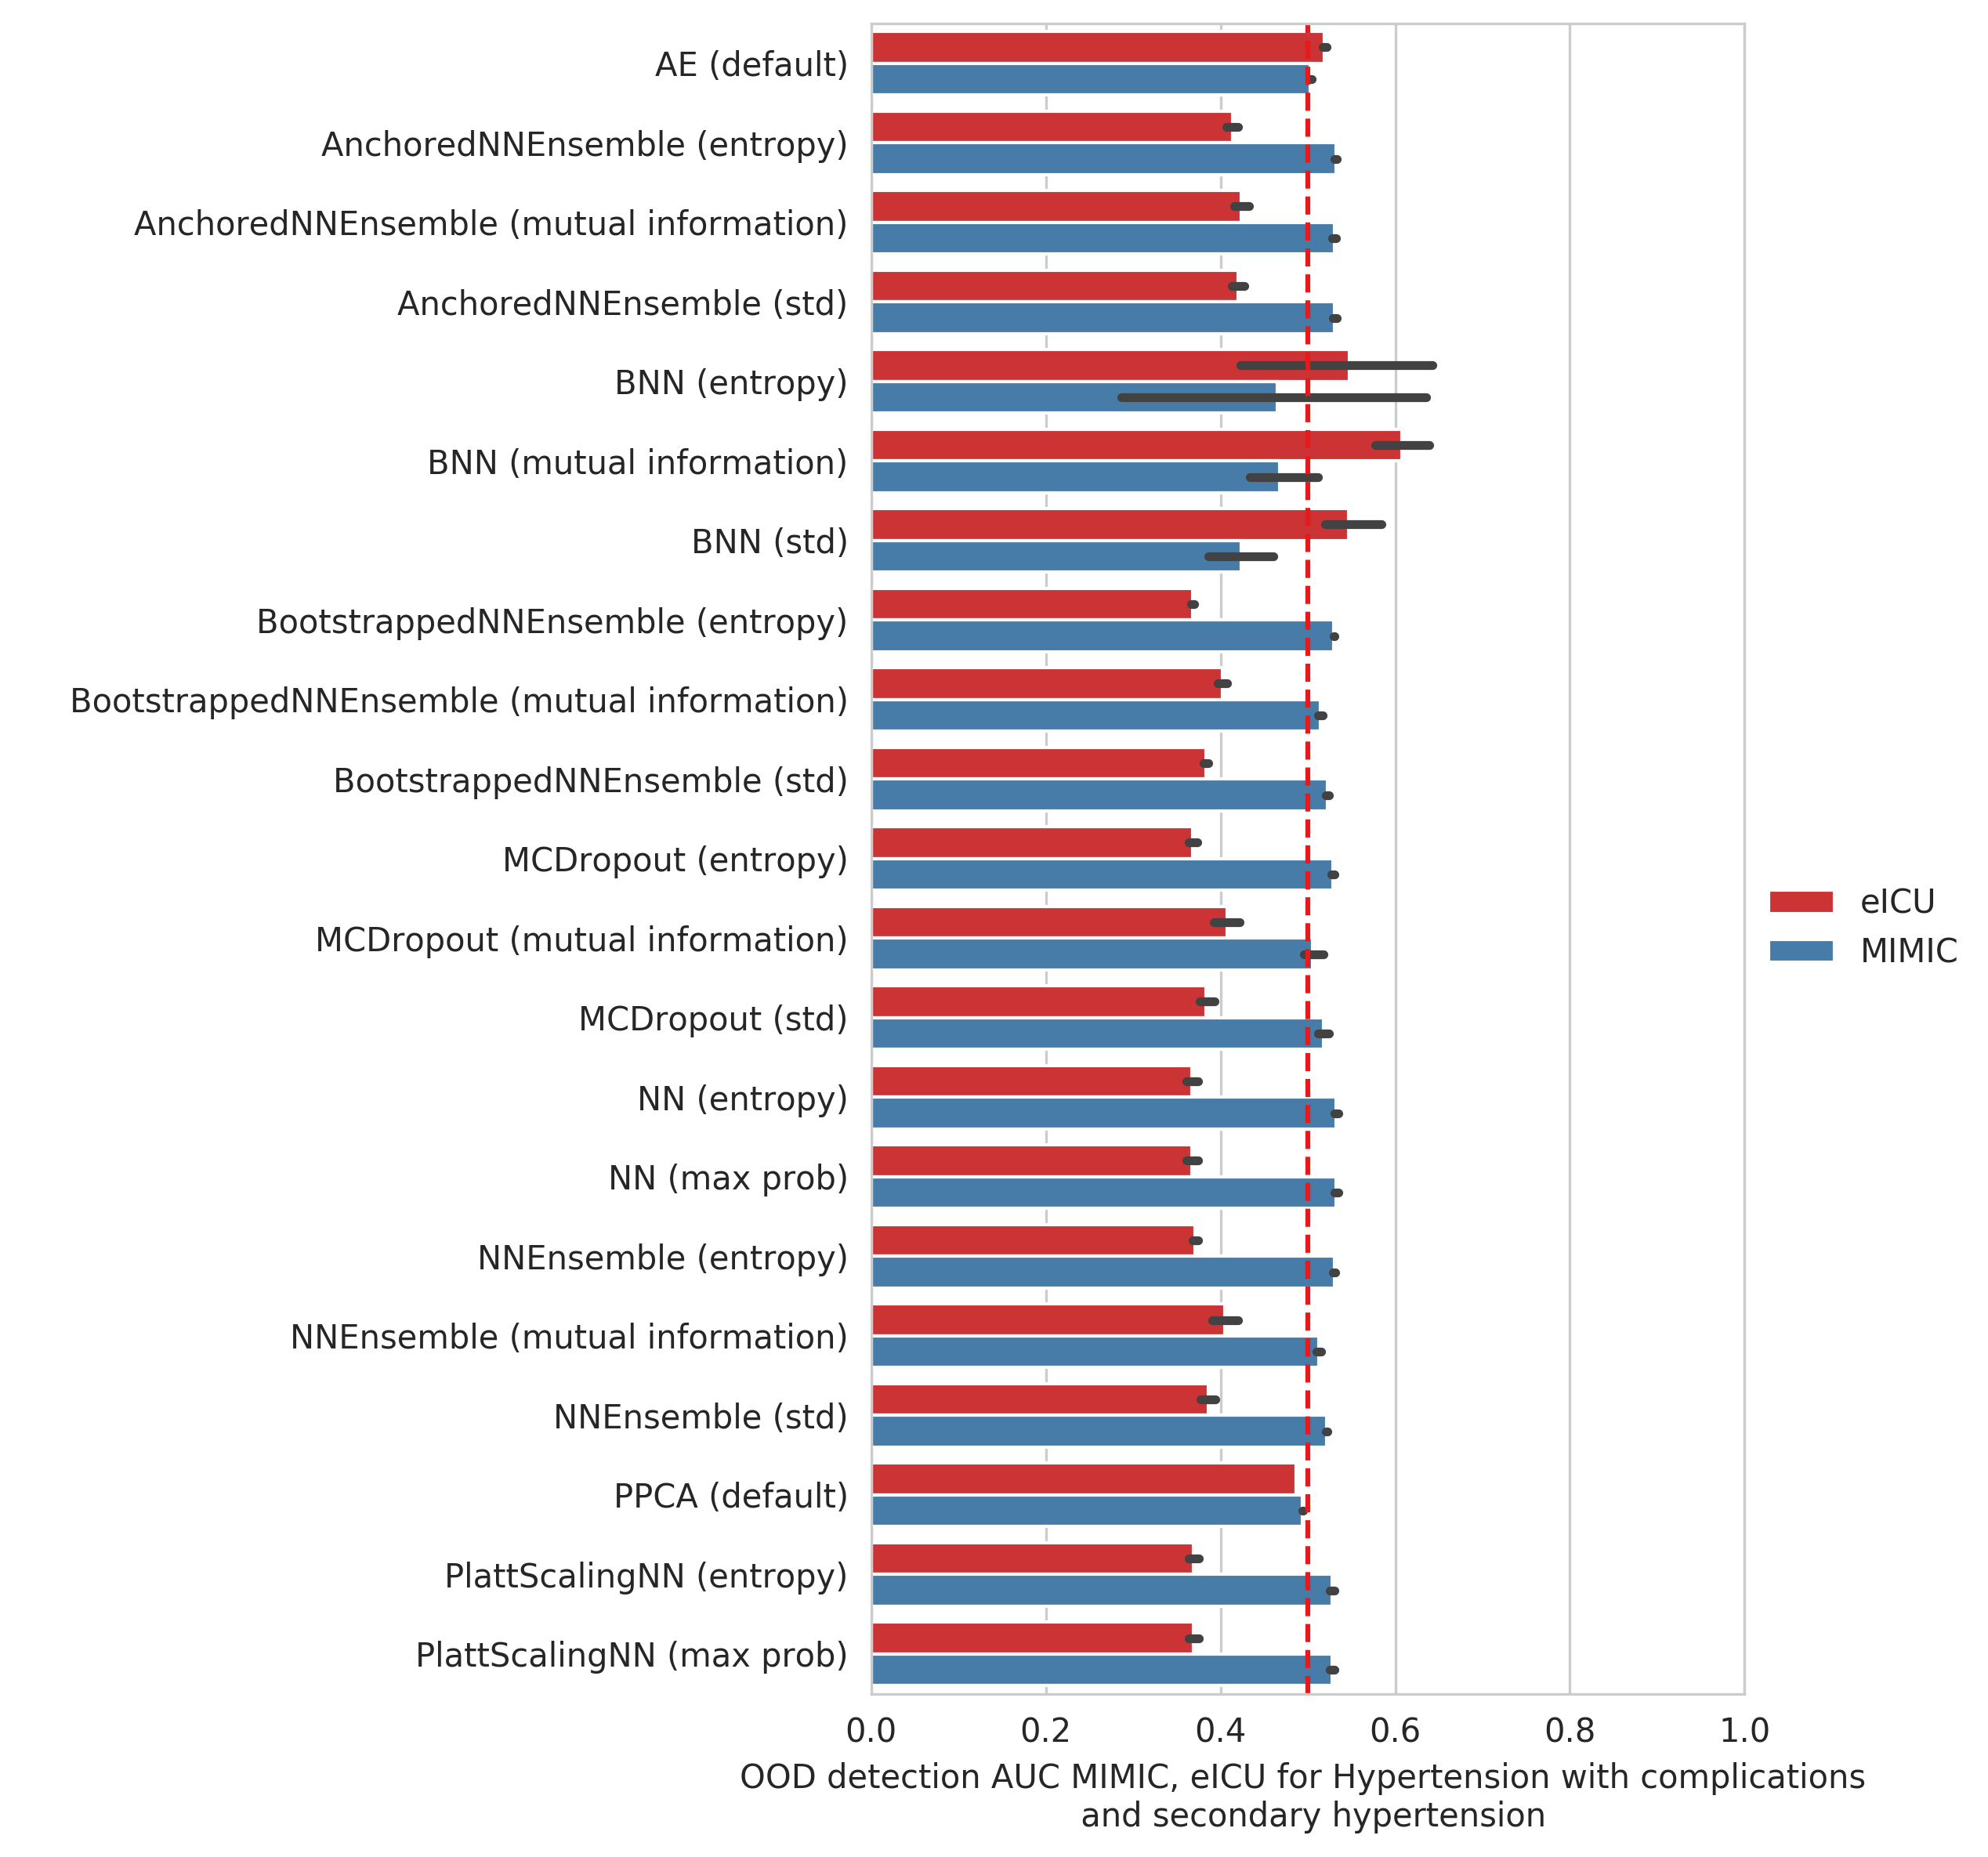 AE (default)
AnchoredNNEnsemble (entropy)
AnchoredNNEnsemble (mutual information)
AnchoredNNEnsemble (std)
BNN (entropy)
BNN (mutual information)
BNN (std)
BootstrappedNNEnsemble (entropy)
BootstrappedNNEnsemble (mutual information)
BootstrappedNNEnsemble (std)
MCDropout (entropy)
MCDropout (mutual information)
MCDropout (std)
NN (entropy)
NN (max prob)
NNEnsemble (entropy)
NNEnsemble (mutual information)
NNEnsemble (std)
PPCA (default)
PlattScalingNN (entropy)
PlattScalingNN (max prob)
eICU
MIMIC
0.0 0.2 0.4 0.6 0.8 1.0
OOD detection AUC MIMIC, eICU for Hypertension with complications
and secondary hypertension